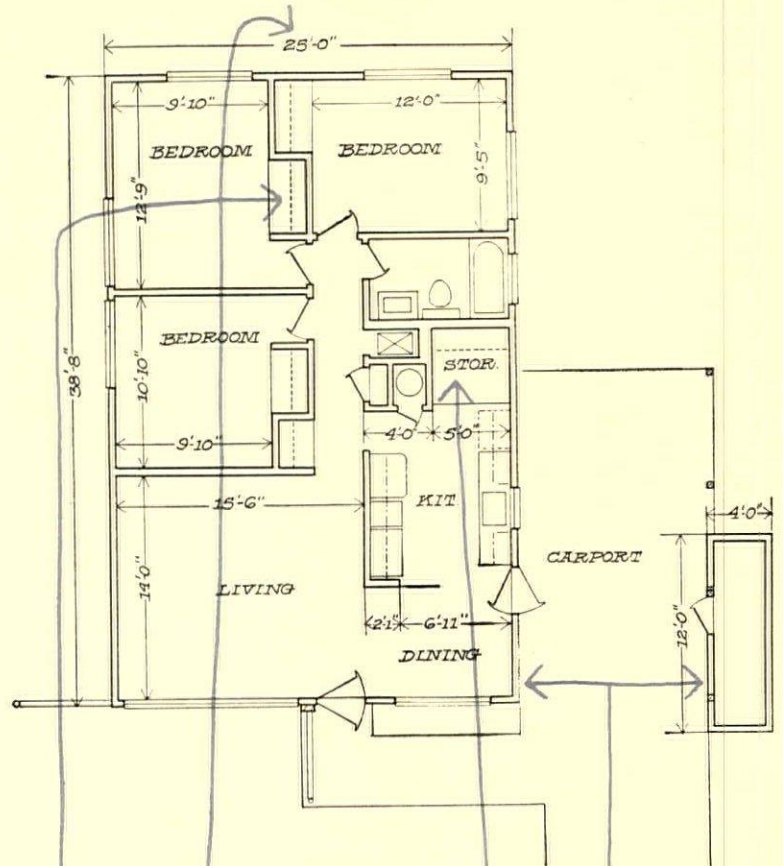 25'-0"
9'-10"
12'-0"
BEDROOM
BEDROOM
9'-5"
12'-9"
BEDROOM
38'-8"
10'-10"
STOR.
4'-0"
5'-0"
9'-10"
15'-6"
KIT
4'-0"
CARPORT
14'-0"
LIVING
12'-0"
2'-1"
6'-11"
DINING